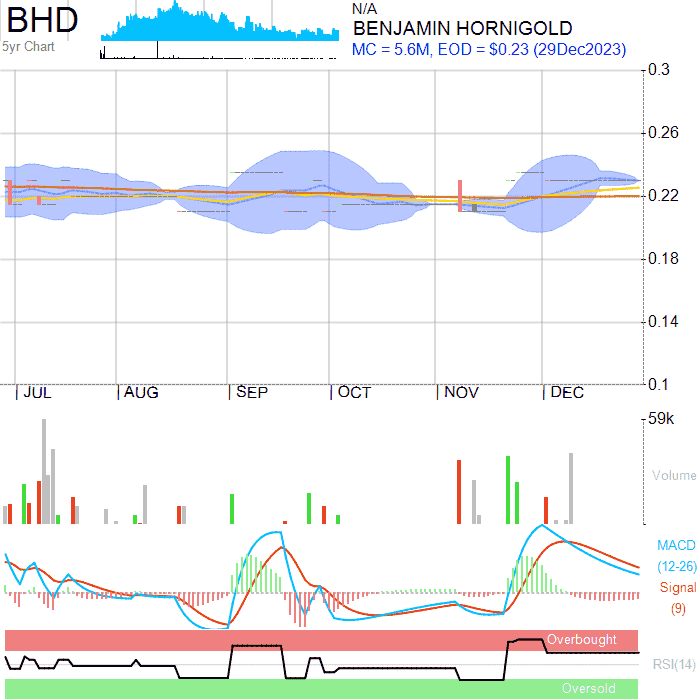 BHD
5yr Chart
N/A
BENJAMIN HORNIGOLD
MC = 5.6M, EOD = $0.23 (29Dec2023)
0.3
0.26
0.22
0.18
0.14
0.1
JUL AUG SEP OCT NOV DEC
59k
Volume
MACD
(12-26)
Signal
(9)
Overbought
RSI(14)
Oversold